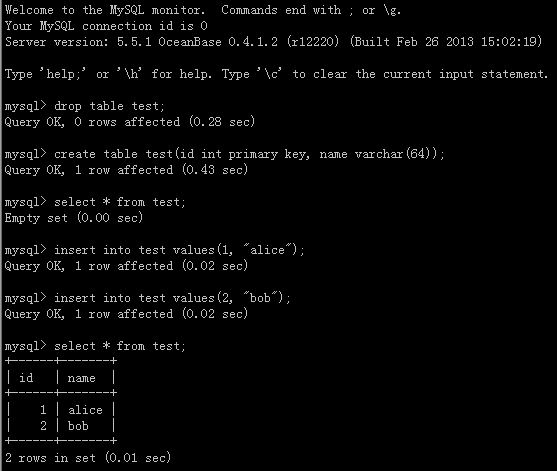 Welcome to the MySQL monitor.  Commands end with ; or \g.
Your MySQL connection id is 0
Server version: 5.5.1 OceanBase 0.4.1.2 (r12220) (Built Feb 26 2013 15:02:19)
Type 'help;' or '\h' for help. Type '\c' to clear the current input statement.
mysql> drop table test;
Query OK, 0 rows affected (0.28 sec)
mysql> create table test(id int primary key, name varchar(64));
Query OK, 1 row affected (0.43 sec)
mysql> select * from test;
Empty set (0.00 sec)
mysql> insert into test values(1, "alice");
Query OK, 1 row affected (0.02 sec)
mysql> insert into test values(2, "bob");
Query OK, 1 row affected (0.02 sec)
mysql> select * from test;
+------+-------+
| id   | name  |
+------+-------+
|    1 | alice |
|    2 | bob   |
+------+-------+
2 rows in set (0.01 sec)